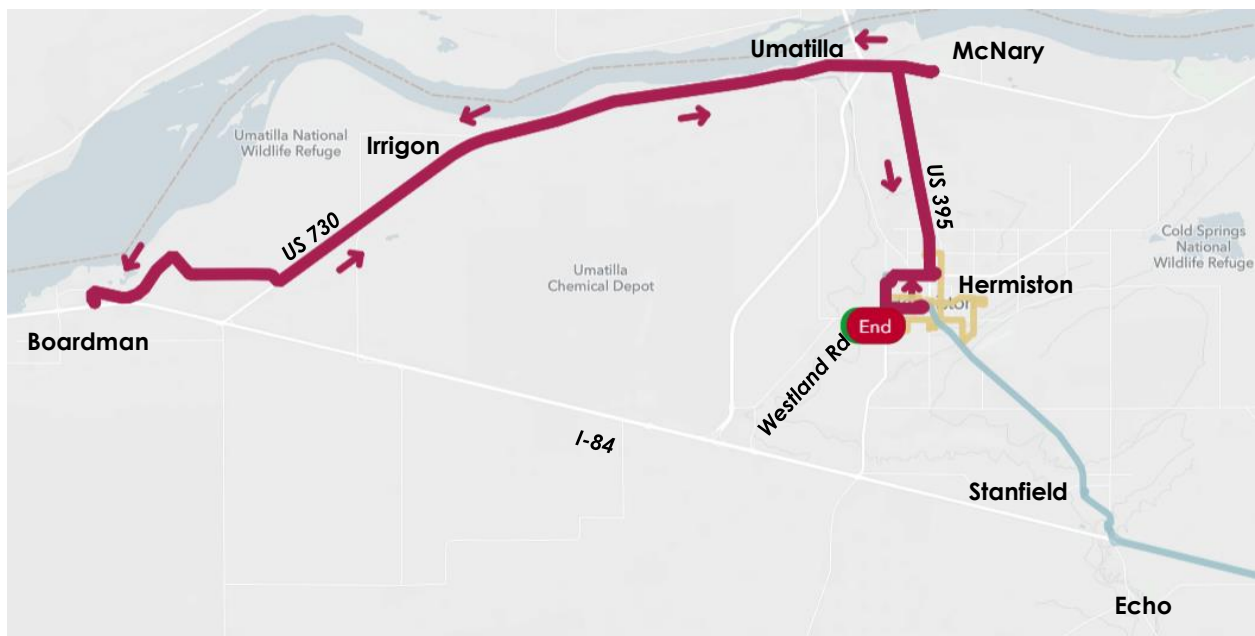 Umatilla
McNary
Umatilla National
Wildlife Refuge
Irrigon
US 395
US 730
Cold Springs
National
Wildlife Refuge
Umatilla
Chemical Depot
Hermiston
End
Boardman
Westland Rd
I-84
Stanfield
Echo